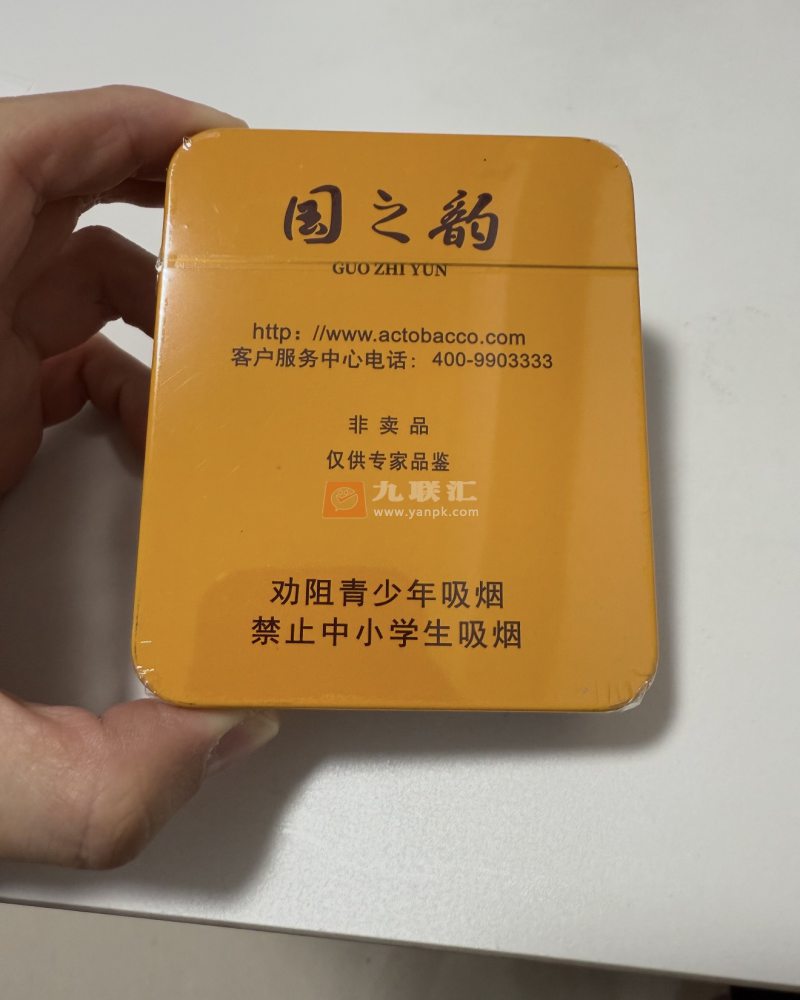 国之韵
GUO ZHI YUN
http：//www.actobacco.com
客户服务中心电话：400-9903333
非卖品
仅供专家品鉴
九联汇
www.yanpk.com
劝阻青少年吸烟
禁止中小学生吸烟